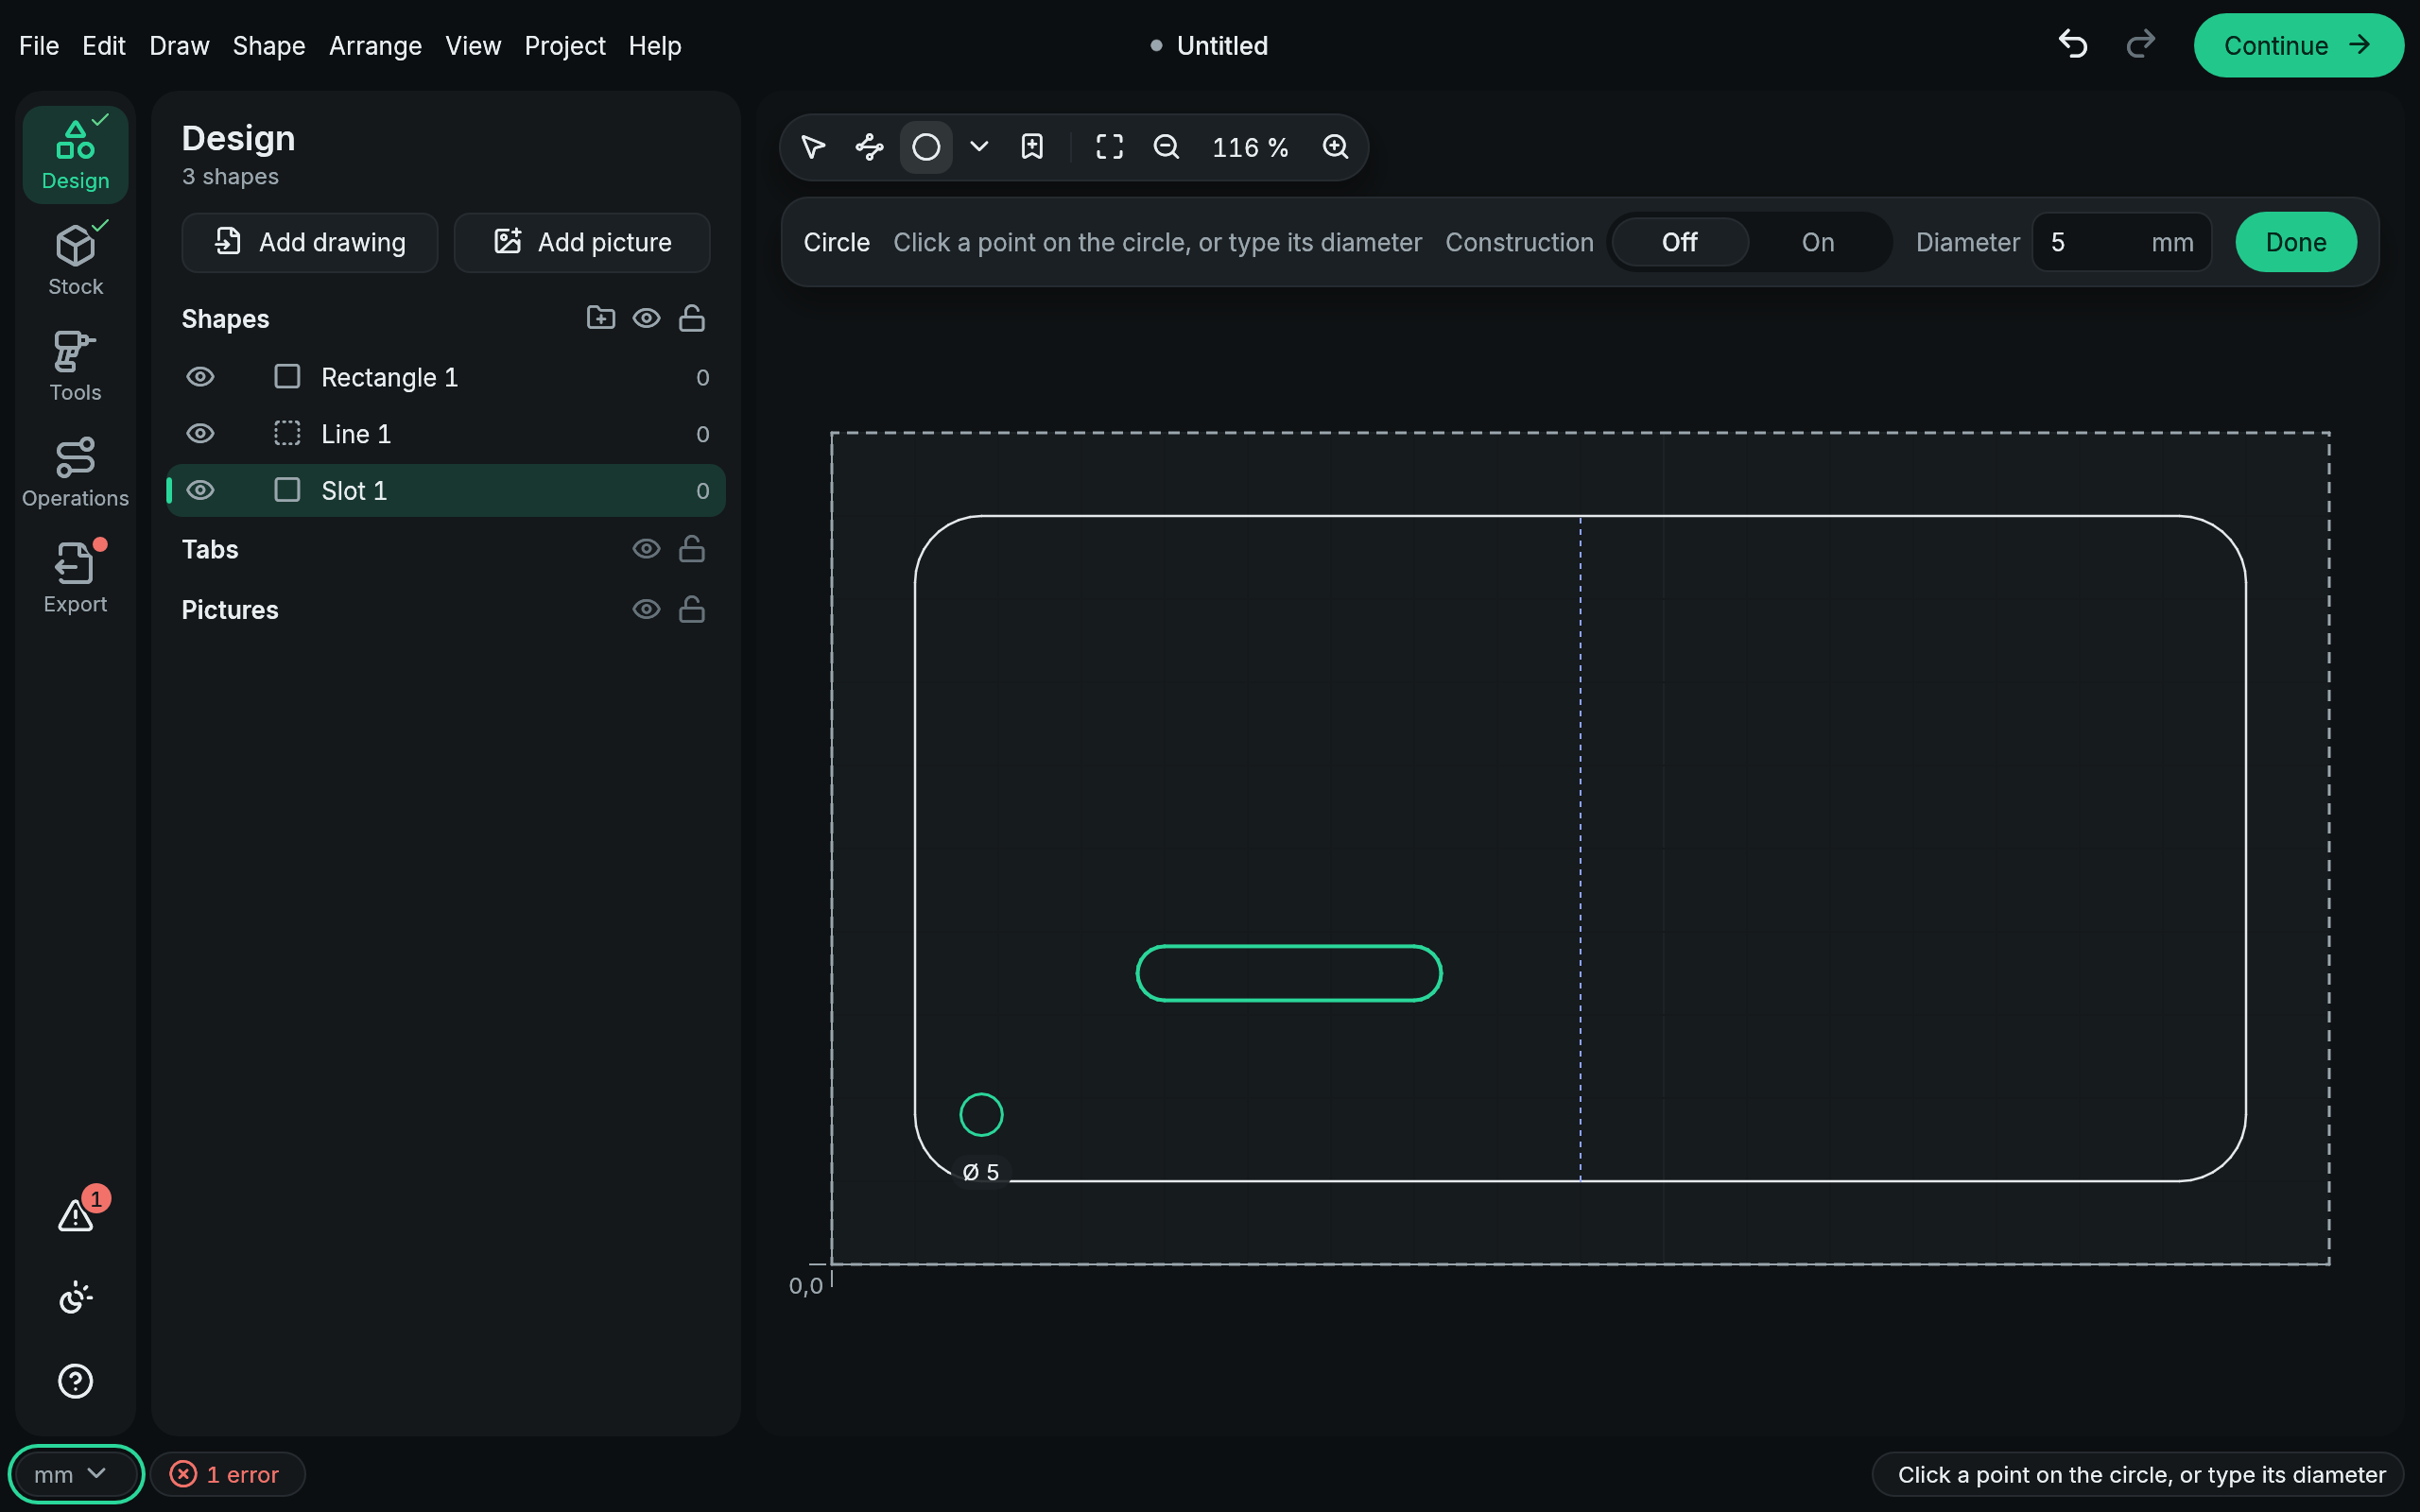 File Edit Draw Shape Arrange View Project Help
Untitled
Continue
Design
Stock
Tools
Operations
Export
1
Design
3 shapes
Add drawing
Add picture
Shapes
Rectangle 1 0
Line 1 0
Slot 1 0
Tabs
Pictures
116 %
Circle Click a point on the circle, or type its diameter Construction Off On Diameter 5 mm Done
Ø 5
0,0
mm
1 error
Click a point on the circle, or type its diameter